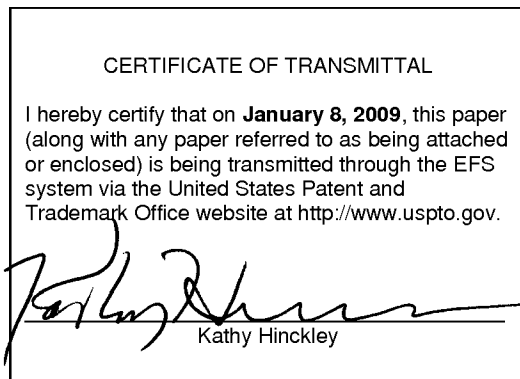 CERTIFICATE OF TRANSMITTAL
I hereby certify that on January 8, 2009, this paper
(along with any paper referred to as being attached
or enclosed) is being transmitted through the EFS
system via the United States Patent and
Trademark Office website at http://www.uspto.gov.
Kathy Hinckley